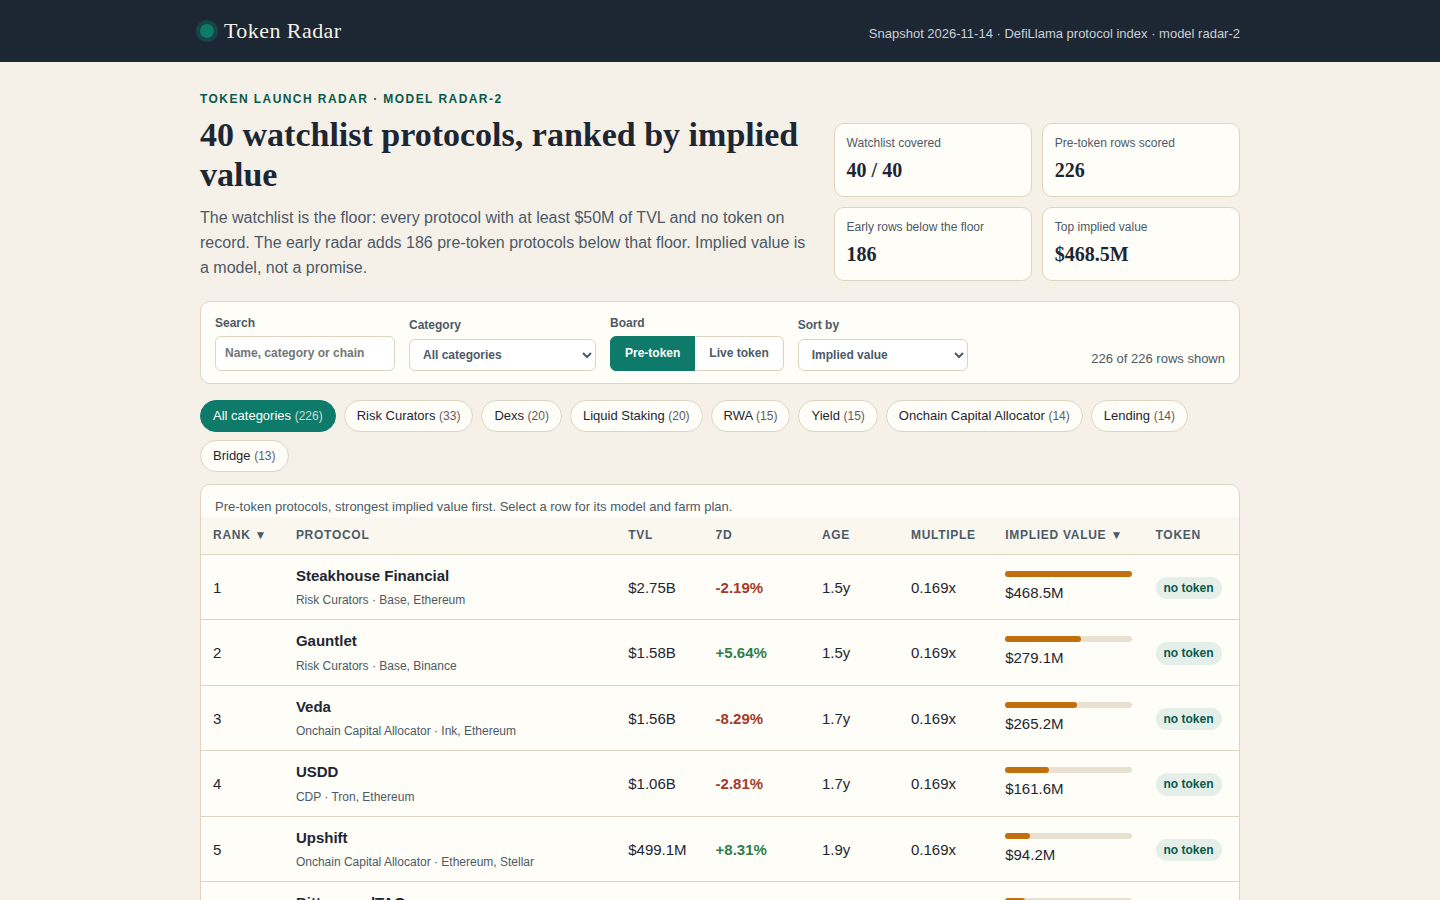 Token Radar
Snapshot 2026-11-14 · DefiLlama protocol index · model radar-2
TOKEN LAUNCH RADAR · MODEL RADAR-2
40 watchlist protocols, ranked by implied
value
The watchlist is the floor: every protocol with at least $50M of TVL and no token on
record. The early radar adds 186 pre-token protocols below that floor. Implied value is
a model, not a promise.
Watchlist covered
40 / 40
Pre-token rows scored
226
Early rows below the floor
186
Top implied value
$468.5M
Search
Name, category or chain
Category
All categories
Board
Pre-token
Live token
Sort by
Implied value
226 of 226 rows shown
All categories (226)
Risk Curators (33)
Dexs (20)
Liquid Staking (20)
RWA (15)
Yield (15)
Onchain Capital Allocator (14)
Lending (14)
Bridge (13)
Pre-token protocols, strongest implied value first. Select a row for its model and farm plan.
RANK ▼ PROTOCOL TVL 7D AGE MULTIPLE IMPLIED VALUE ▼ TOKEN
1 Steakhouse Financial $2.75B -2.19% 1.5y 0.169x $468.5M no token
Risk Curators · Base, Ethereum
2 Gauntlet $1.58B +5.64% 1.5y 0.169x $279.1M no token
Risk Curators · Base, Binance
3 Veda $1.56B -8.29% 1.7y 0.169x $265.2M no token
Onchain Capital Allocator · Ink, Ethereum
4 USDD $1.06B -2.81% 1.7y 0.169x $161.6M no token
CDP · Tron, Ethereum
5 Upshift $499.1M +8.31% 1.9y 0.169x $94.2M no token
Onchain Capital Allocator · Ethereum, Stellar